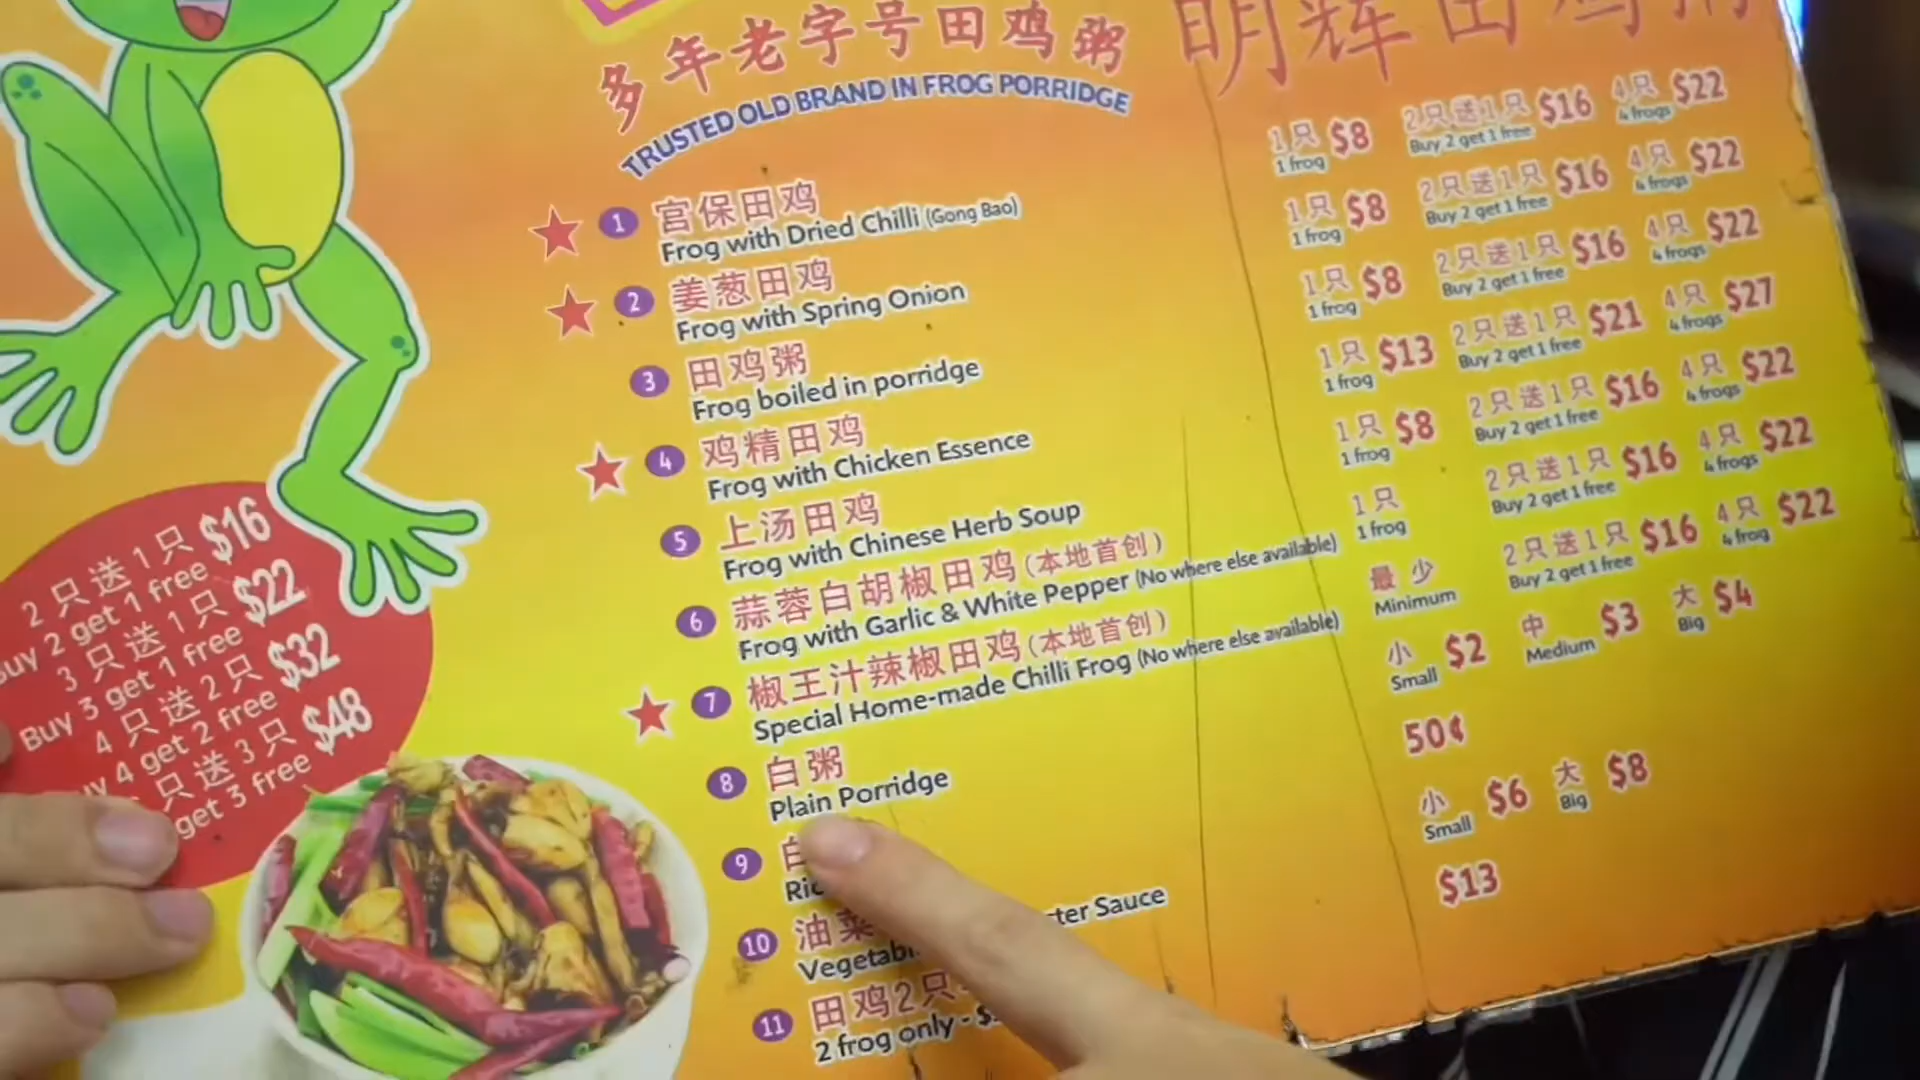 多年老字号田鸡粥
TRUSTED OLD BRAND IN FROG PORRIDGE
明辉田鸡
1 宫保田鸡
Frog with Dried Chilli (Gong Bao)
1只 $8 2只送1只 $16 4只 $22
1 frog Buy 2 get 1 free 4 frogs
2 姜葱田鸡
Frog with Spring Onion
1只 $8 2只送1只 $16 4只 $22
1 frog Buy 2 get 1 free 4 frogs
3 田鸡粥
Frog boiled in porridge
1只 $8 2只送1只 $16 4只 $22
1 frog Buy 2 get 1 free 4 frogs
4 鸡精田鸡
Frog with Chicken Essence
1只 $13 2只送1只 $21 4只 $27
1 frog Buy 2 get 1 free 4 frogs
5 上汤田鸡
Frog with Chinese Herb Soup
1只 $8 2只送1只 $16 4只 $22
1 frog Buy 2 get 1 free 4 frogs
6 蒜蓉白胡椒田鸡(本地首创)
Frog with Garlic & White Pepper (No where else available)
1只 2只送1只 $16 4只 $22
1 frog Buy 2 get 1 free 4 frogs
7 椒王汁辣椒田鸡(本地首创)
Special Home-made Chilli Frog (No where else available)
最少 2只送1只 $16 4只 $22
Minimum Buy 2 get 1 free 4 frog
8 白粥
Plain Porridge
小 $2 中 $3 大 $4
Small Medium Big
9 白
Ric
50¢
10 油菜
Vegetabl ter Sauce
小 $6 大 $8
Small Big
11 田鸡2只
2 frog only - $
$13
2只送1只 $16
Buy 2 get 1 free
3只送1只 $22
Buy 3 get 1 free
4只送2只 $32
uy 4 get 2 free
只送3只 $48
get 3 free